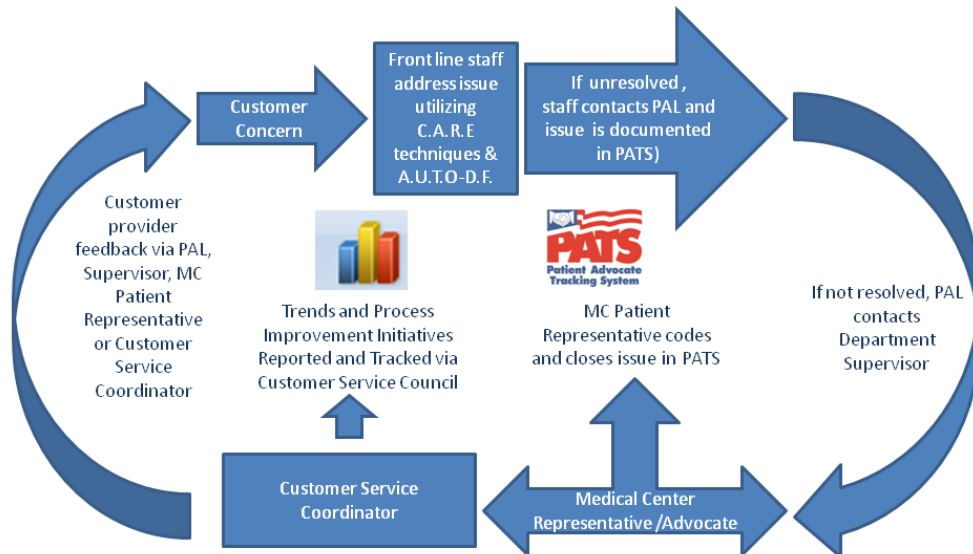 Customer
Concern
Front line staff
address issue
utilizing
C.A.R.E
techniques &
A.U.T.O-D.F.
If unresolved ,
staff contacts PAL and
issue is documented
in PATS)
Customer
provider
feedback via PAL,
Supervisor, MC
Patient
Representative
or Customer
Service
Coordinator
Trends and Process
Improvement Initiatives
Reported and Tracked via
Customer Service Council
PATS
Patient Advocate
Tracking System
MC Patient
Representative codes
and closes issue in PATS
If not resolved, PAL
contacts
Department
Supervisor
Customer Service
Coordinator
Medical Center
Representative /Advocate